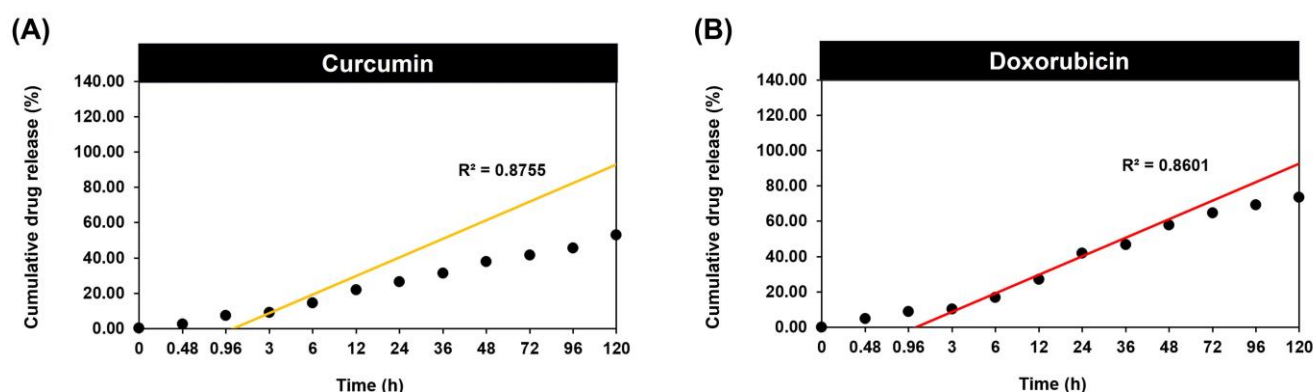 (A)
Curcumin
Cumulative drug release (%)
140.00
120.00
100.00
80.00
60.00
40.00
20.00
0.00
R² = 0.8755
0 0.48 0.96 3 6 12 24 36 48 72 96 120
Time (h)
(B)
Doxorubicin
Cumulative drug release (%)
140.00
120.00
100.00
80.00
60.00
40.00
20.00
0.00
R² = 0.8601
0 0.48 0.96 3 6 12 24 36 48 72 96 120
Time (h)